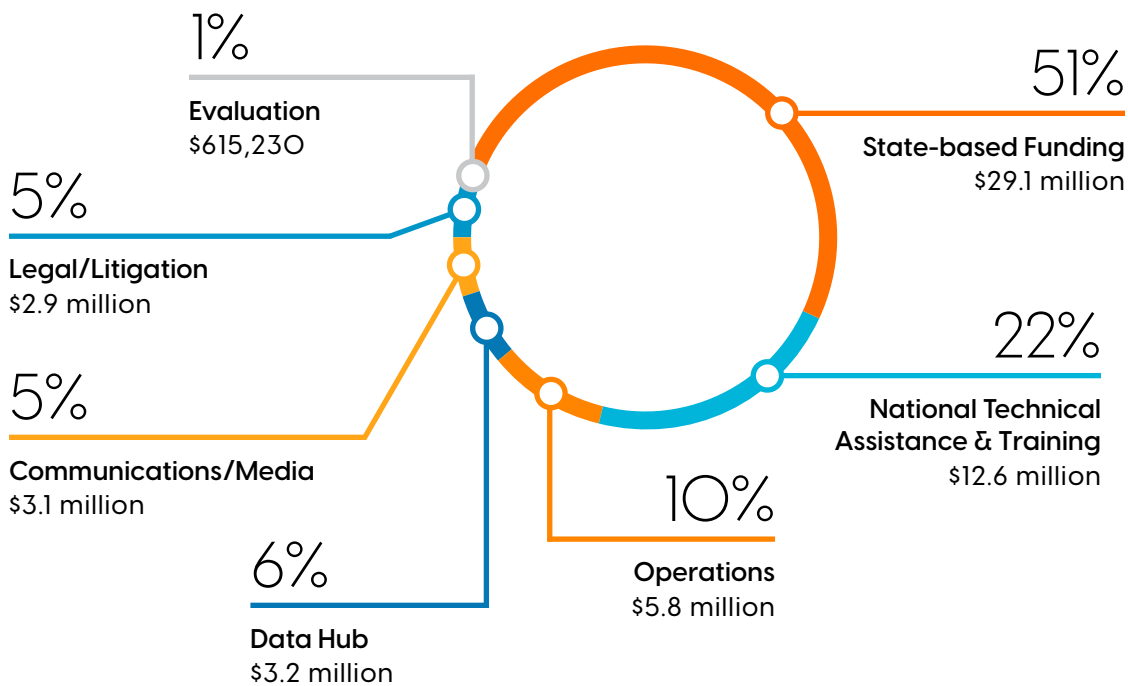 1%
Evaluation
$615,230
51%
State-based Funding
$29.1 million
5%
Legal/Litigation
$2.9 million
22%
National Technical
Assistance & Training
$12.6 million
5%
Communications/Media
$3.1 million
10%
Operations
$5.8 million
6%
Data Hub
$3.2 million